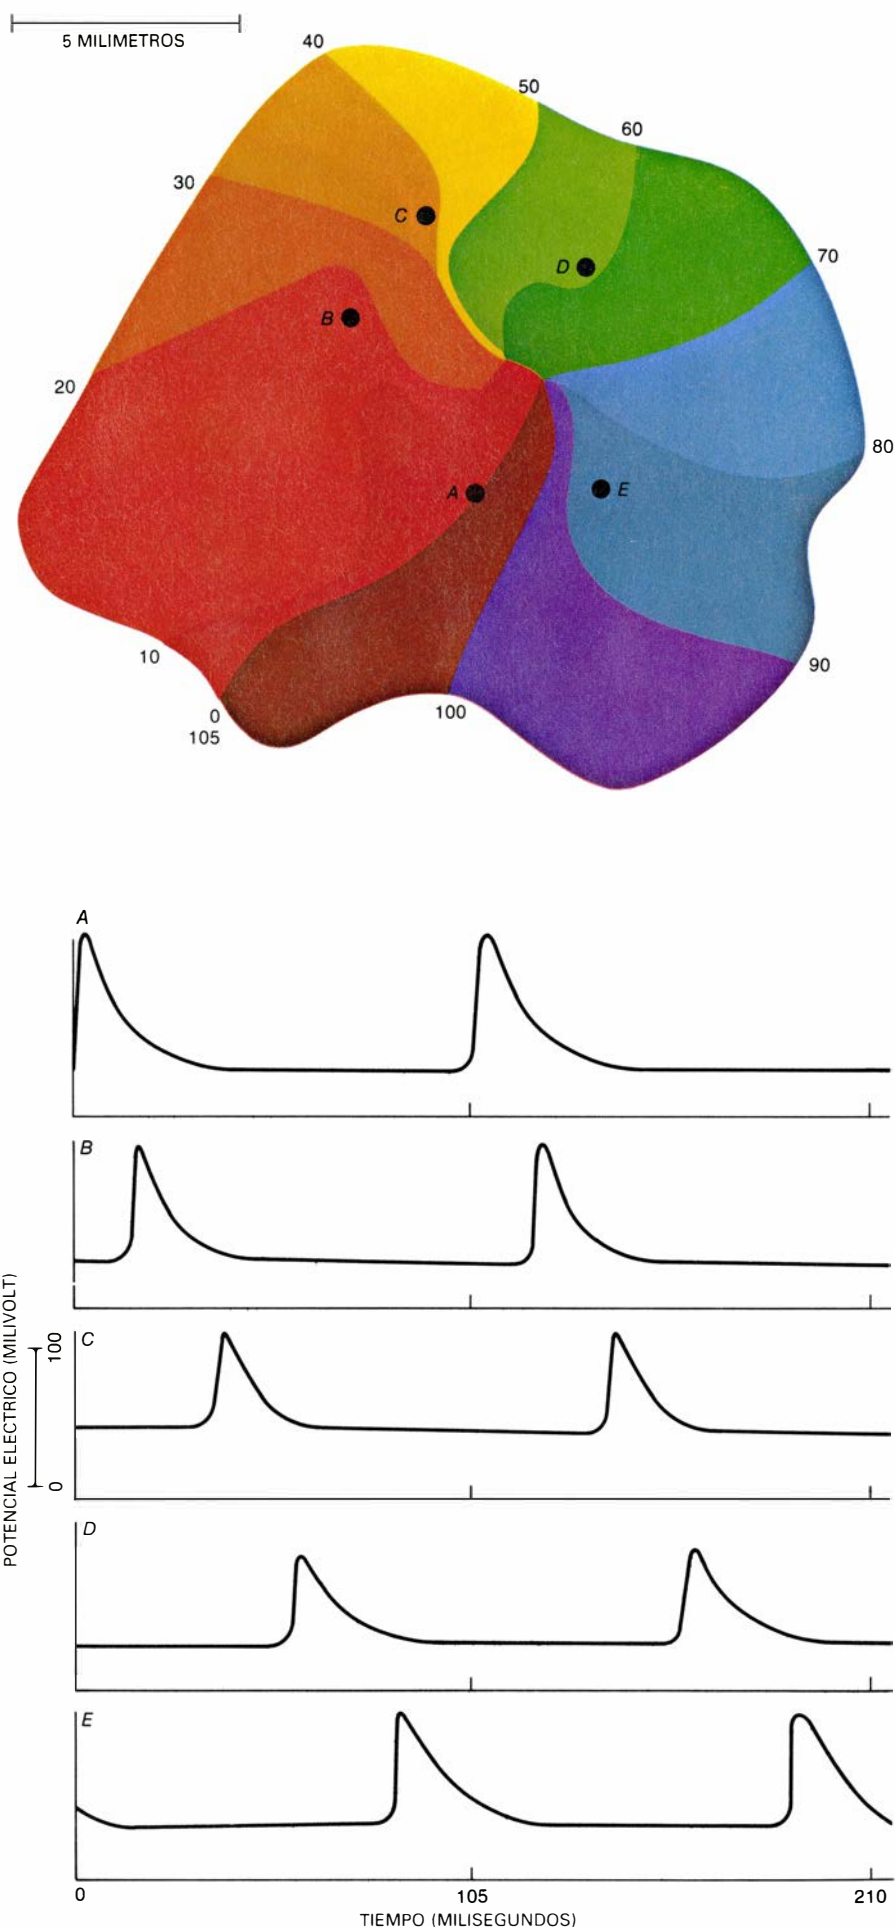 5 MILIMETROS
40
50
60
30
C
70
D
B
20
80
A
E
10
90
0
105
100
A
B
C
D
E
POTENCIAL ELECTRICO (MILIVOLT)
100
0
0
105
210
TIEMPO (MILISEGUNDOS)